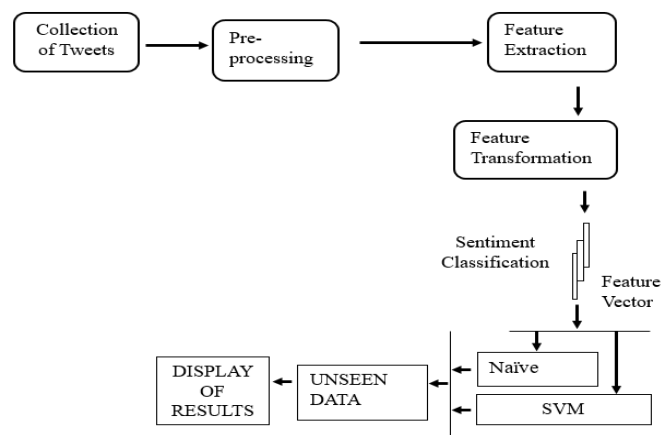 Collection
of Tweets
Pre-
processing
Feature
Extraction
Feature
Transformation
Sentiment
Classification
Feature
Vector
Naïve
SVM
UNSEEN
DATA
DISPLAY
OF
RESULTS